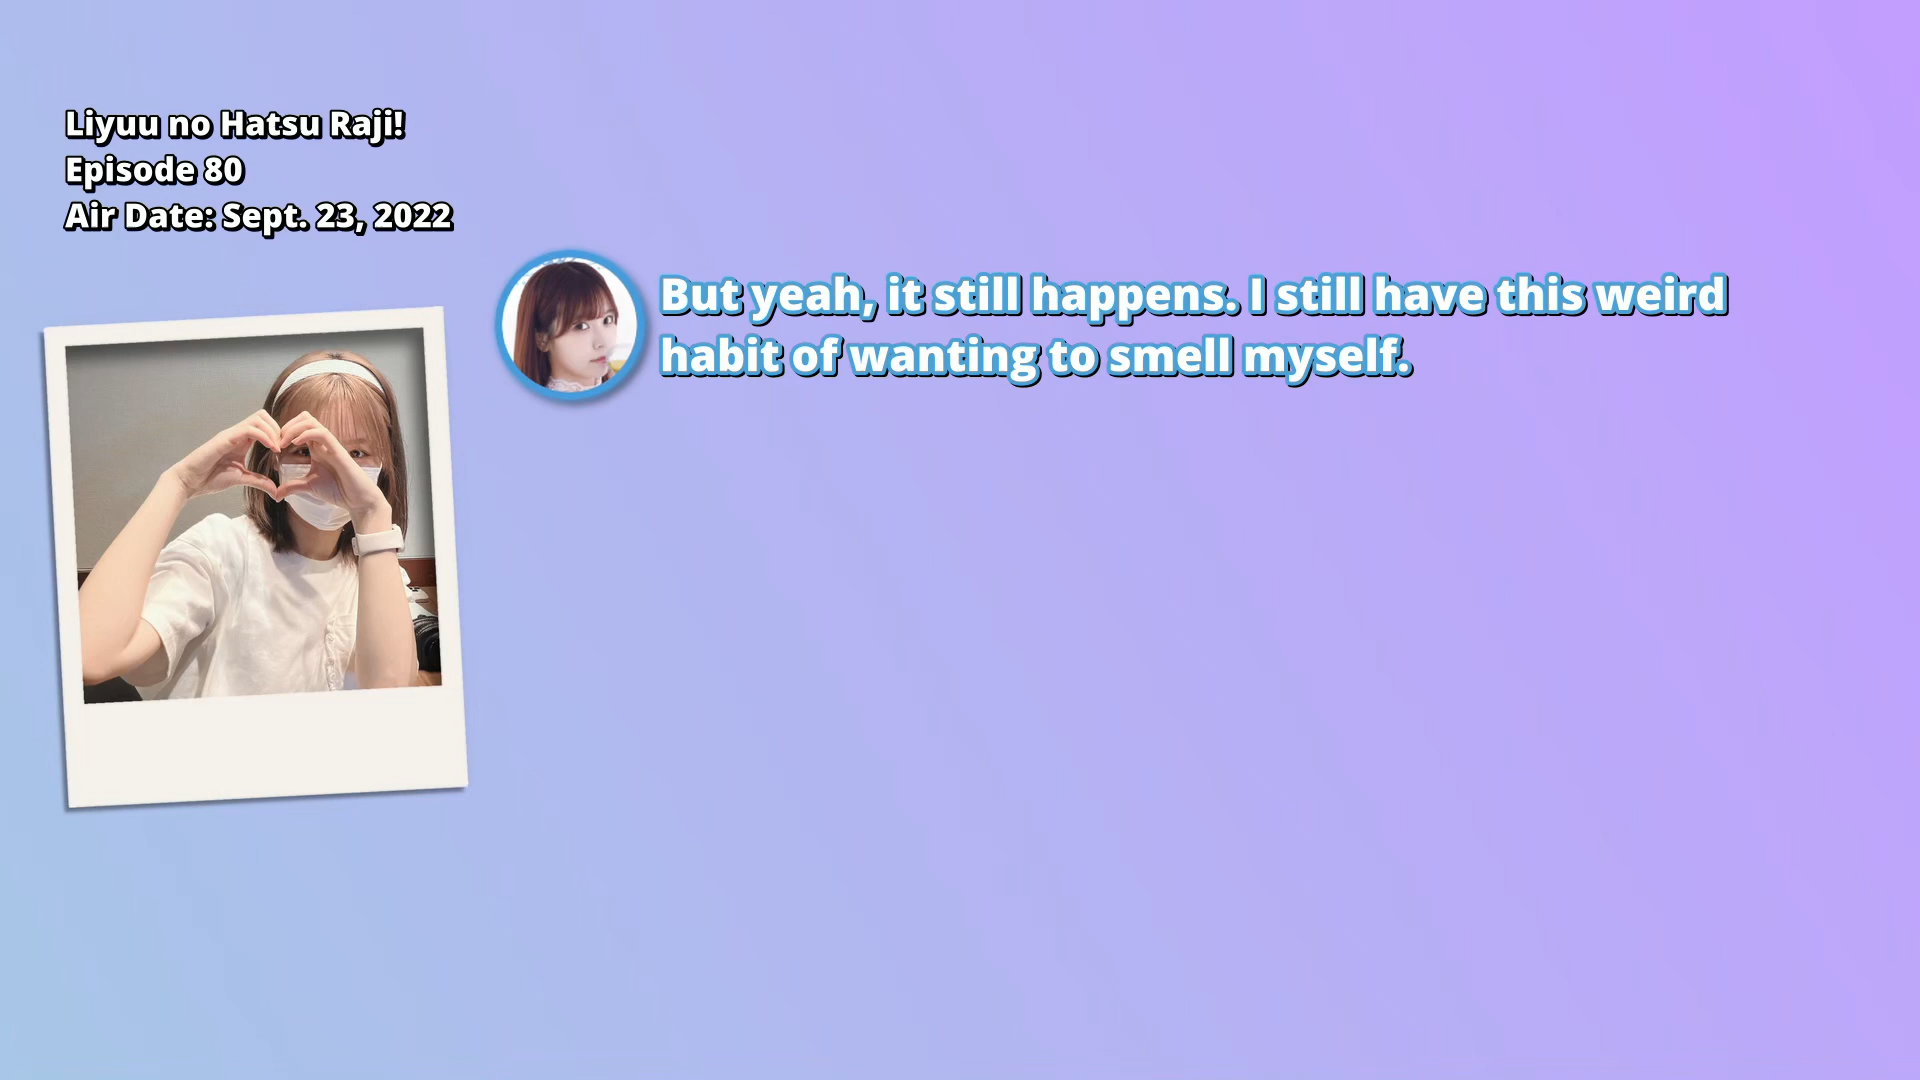 Liyuu no Hatsu Raji!
Episode 80
Air Date: Sept. 23, 2022
But yeah, it still happens. I still have this weird
habit of wanting to smell myself.